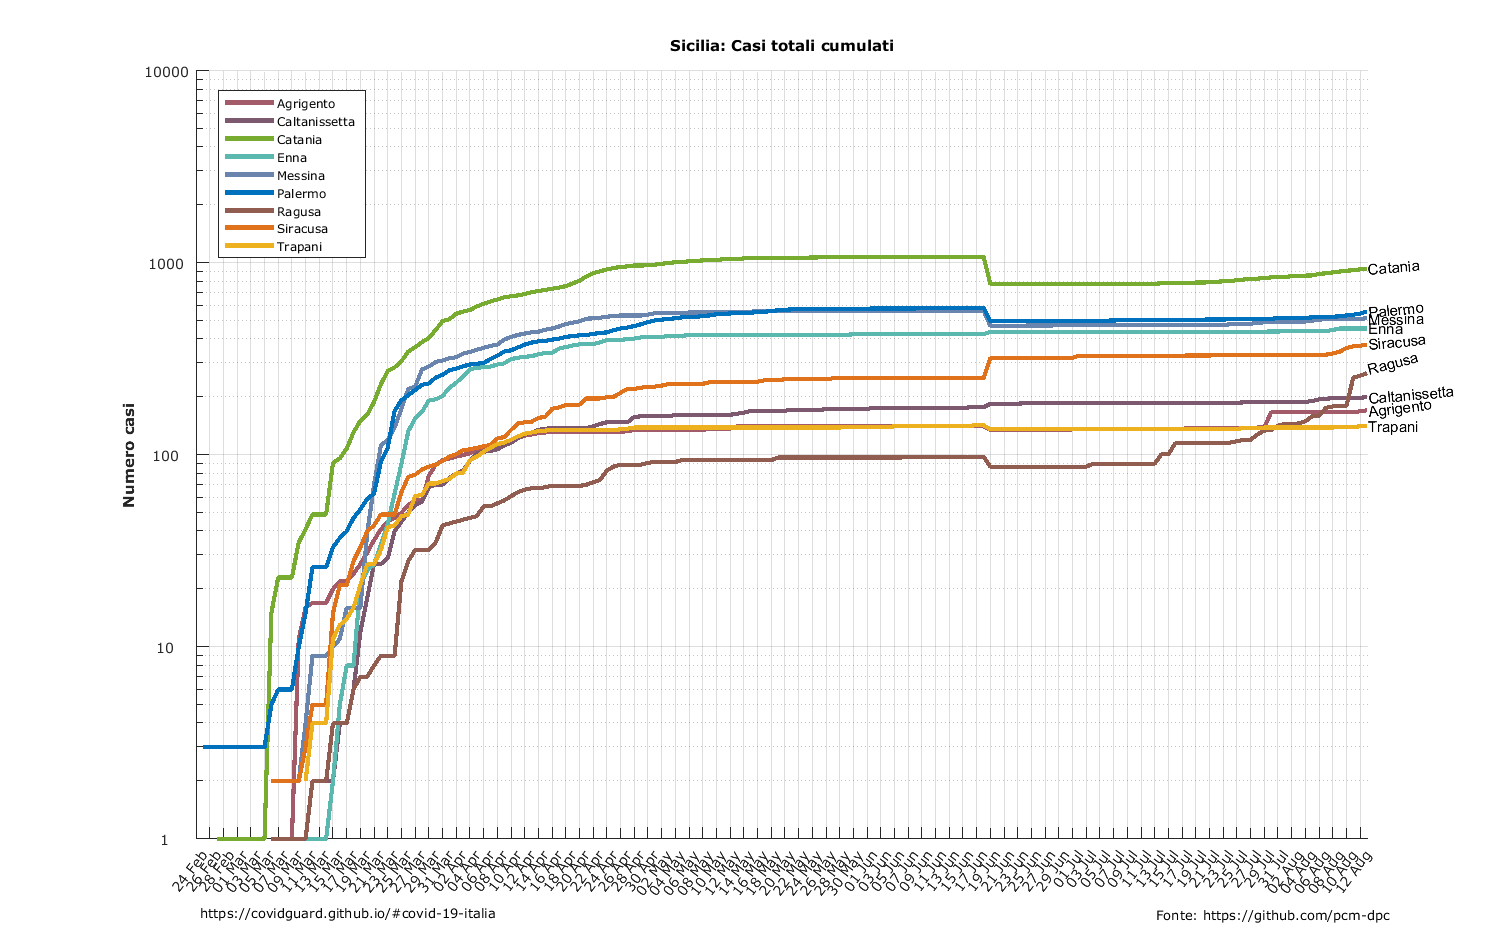 Sicilia: Casi totali cumulati
Numero casi
10000
1000
100
10
1
Agrigento
Caltanissetta
Catania
Enna
Messina
Palermo
Ragusa
Siracusa
Trapani
Catania
Palermo
Messina
Enna
Siracusa
Ragusa
Caltanissetta
Agrigento
Trapani
24 Feb
26 Feb
28 Feb
01 Mar
03 Mar
05 Mar
07 Mar
09 Mar
11 Mar
13 Mar
15 Mar
17 Mar
19 Mar
21 Mar
23 Mar
25 Mar
27 Mar
29 Mar
31 Mar
02 Apr
04 Apr
06 Apr
08 Apr
10 Apr
12 Apr
14 Apr
16 Apr
18 Apr
20 Apr
22 Apr
24 Apr
26 Apr
28 Apr
30 Apr
02 May
04 May
06 May
08 May
10 May
12 May
14 May
16 May
18 May
20 May
22 May
24 May
26 May
28 May
30 May
01 Jun
03 Jun
05 Jun
07 Jun
09 Jun
11 Jun
13 Jun
15 Jun
17 Jun
19 Jun
21 Jun
23 Jun
25 Jun
27 Jun
29 Jun
01 Jul
03 Jul
05 Jul
07 Jul
09 Jul
11 Jul
13 Jul
15 Jul
17 Jul
19 Jul
21 Jul
23 Jul
25 Jul
27 Jul
29 Jul
31 Jul
02 Aug
04 Aug
06 Aug
08 Aug
10 Aug
12 Aug
https://covidguard.github.io/#covid-19-italia
Fonte: https://github.com/pcm-dpc